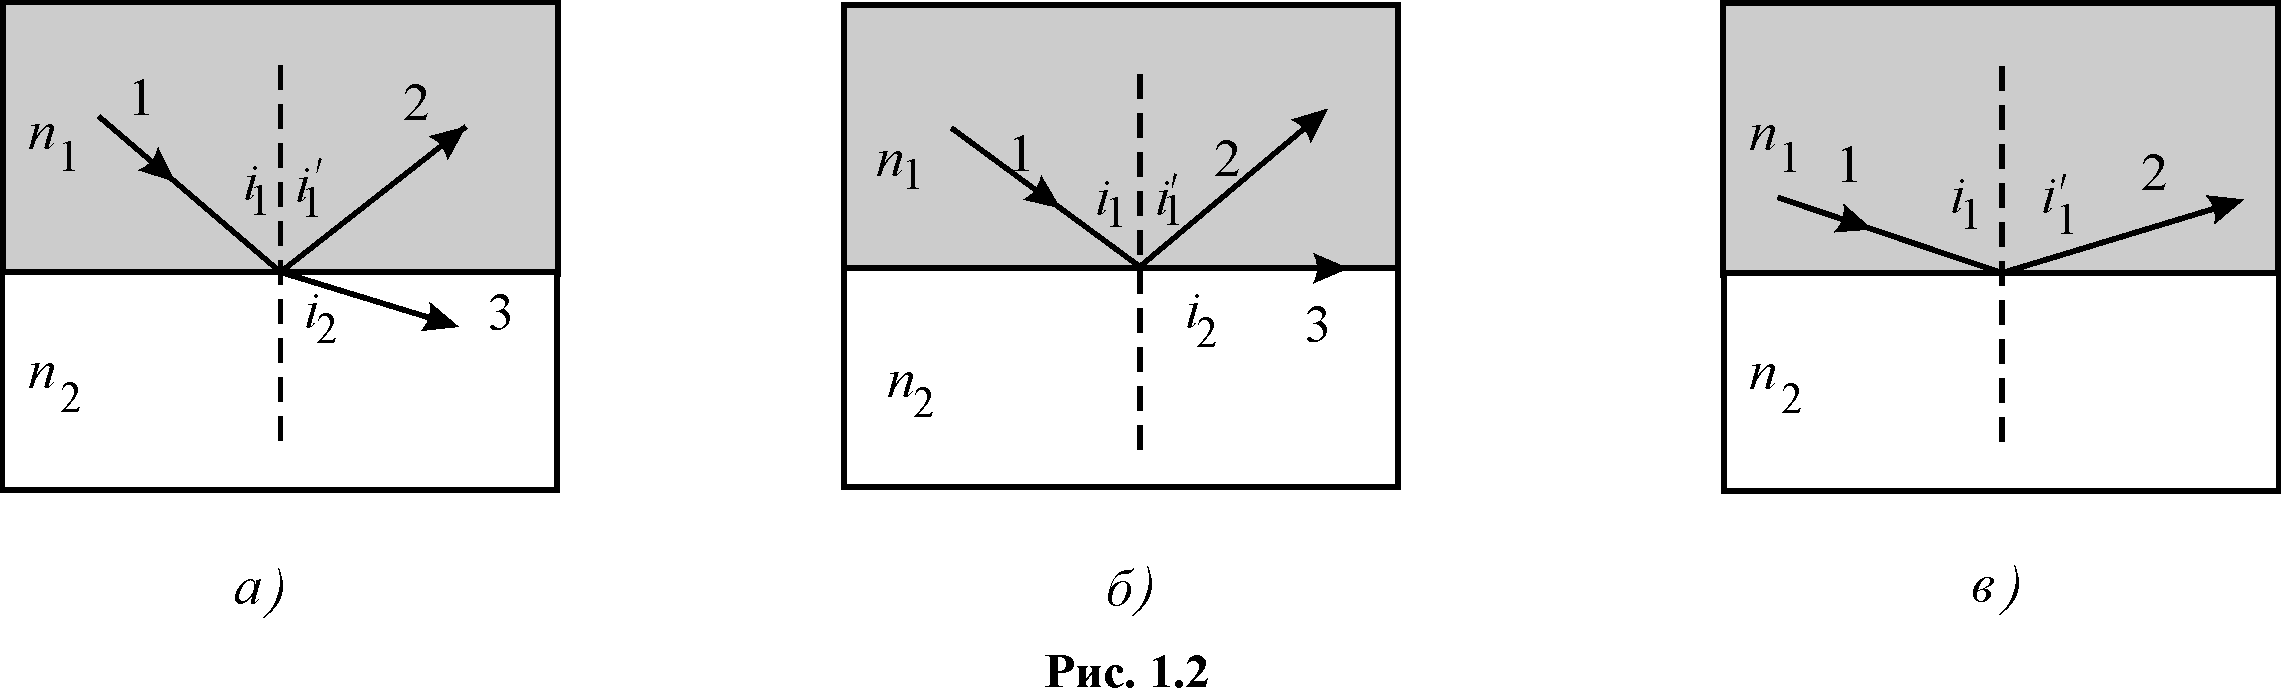 1 2 n1 i1 i1' i2 3 n2
1 2 n1 i1 i1' i2 3 n2
n1 1 i1 i1' 2 n2
а) б) в)
Рис. 1.2